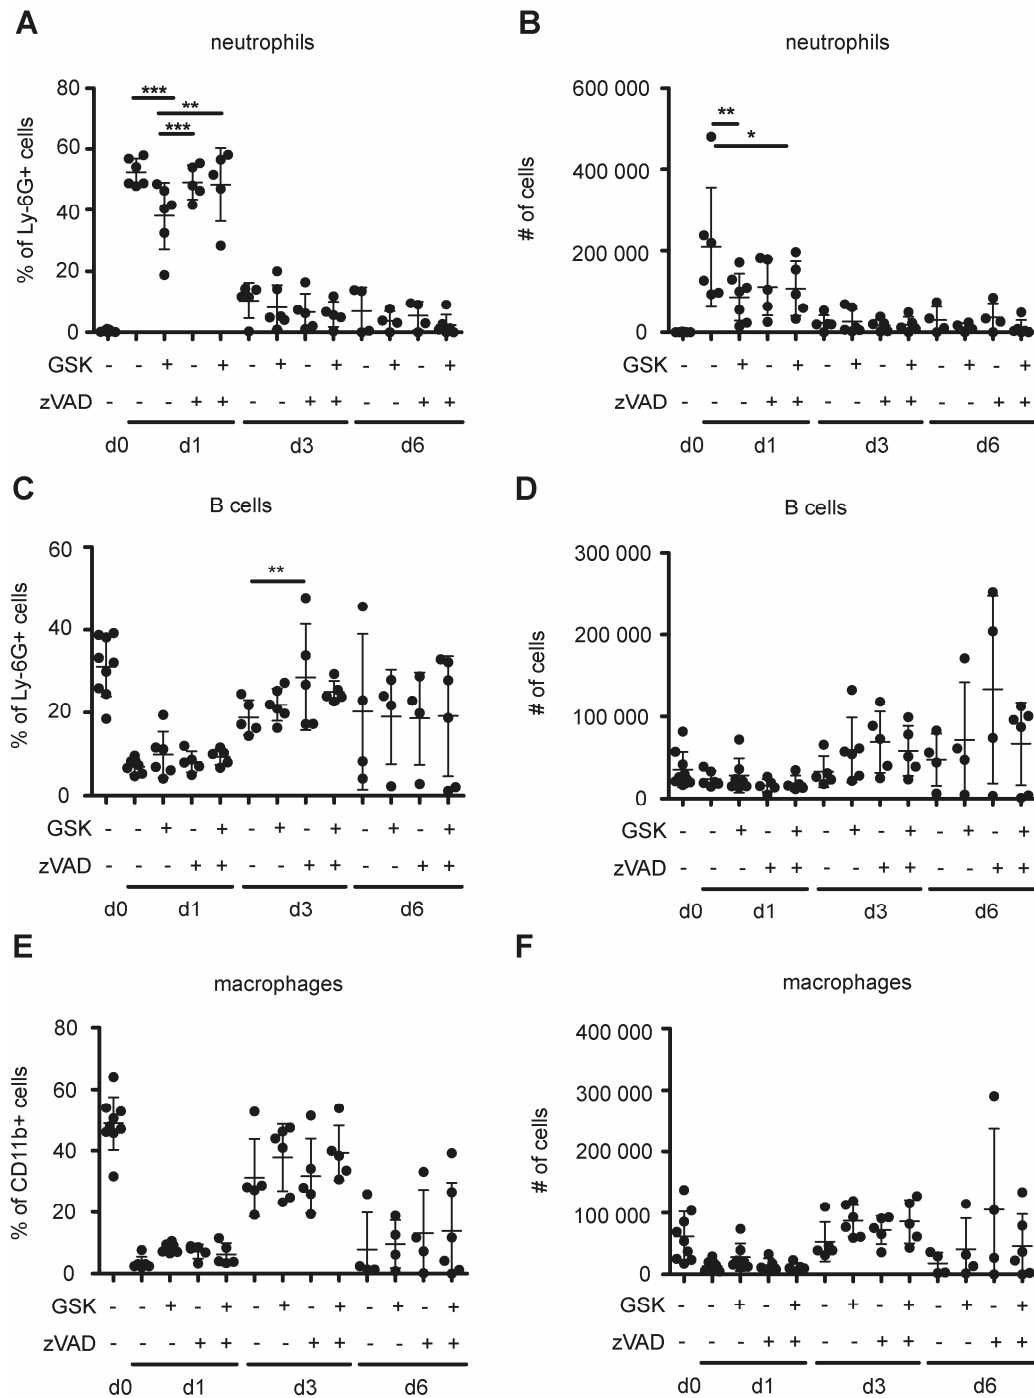 A
neutrophils
% of Ly-6G+ cells
80
60
40
20
0
***
**
***
GSK - - + - + - + - + - + - +
zVAD - - - + + - - + + - - + +
d0 d1 d3 d6
B
neutrophils
# of cells
600 000
400 000
200 000
0
**
*
GSK - - + - + - + - + - + - +
zVAD - - - + + - - + + - - + +
d0 d1 d3 d6
C
B cells
% of Ly-6G+ cells
60
40
20
0
**
GSK - - + - + - + - + - + - +
zVAD - - - + + - - + + - - + +
d0 d1 d3 d6
D
B cells
# of cells
300 000
200 000
100 000
0
GSK - - + - + - + - + - + - +
zVAD - - - + + - - + + - - + +
d0 d1 d3 d6
E
macrophages
% of CD11b+ cells
80
60
40
20
0
GSK - - + - + - + - + - + - +
zVAD - - - + + - - + + - - + +
d0 d1 d3 d6
F
macrophages
# of cells
400 000
300 000
200 000
100 000
0
GSK - - + - + - + - + - + - +
zVAD - - - + + - - + + - - + +
d0 d1 d3 d6